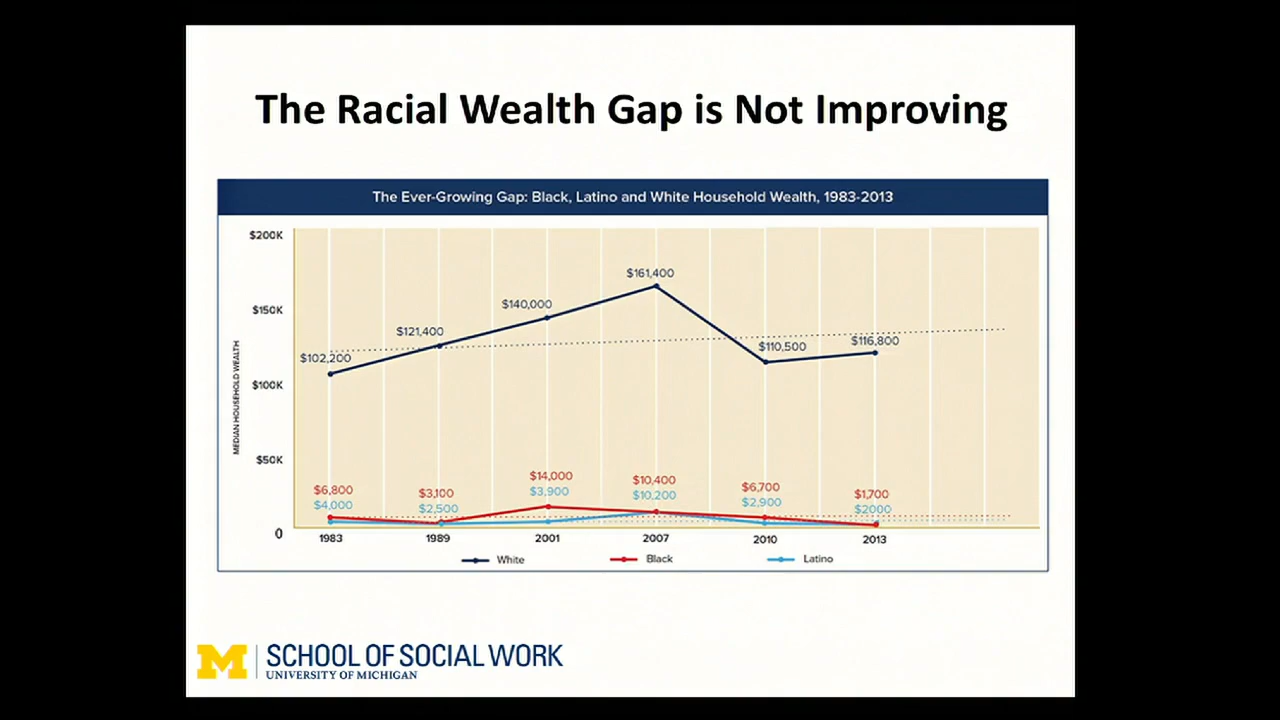 The Racial Wealth Gap is Not Improving
The Ever-Growing Gap: Black, Latino and White Household Wealth, 1983-2013
$200K
$150K
$100K
$50K
0
MEDIAN HOUSEHOLD WEALTH
$102,200
$121,400
$140,000
$161,400
$110,500
$116,800
$6,800
$3,100
$14,000
$10,400
$6,700
$1,700
$4,000
$2,500
$3,900
$10,200
$2,900
$2000
1983 1989 2001 2007 2010 2013
White Black Latino
M SCHOOL OF SOCIAL WORK
UNIVERSITY OF MICHIGAN